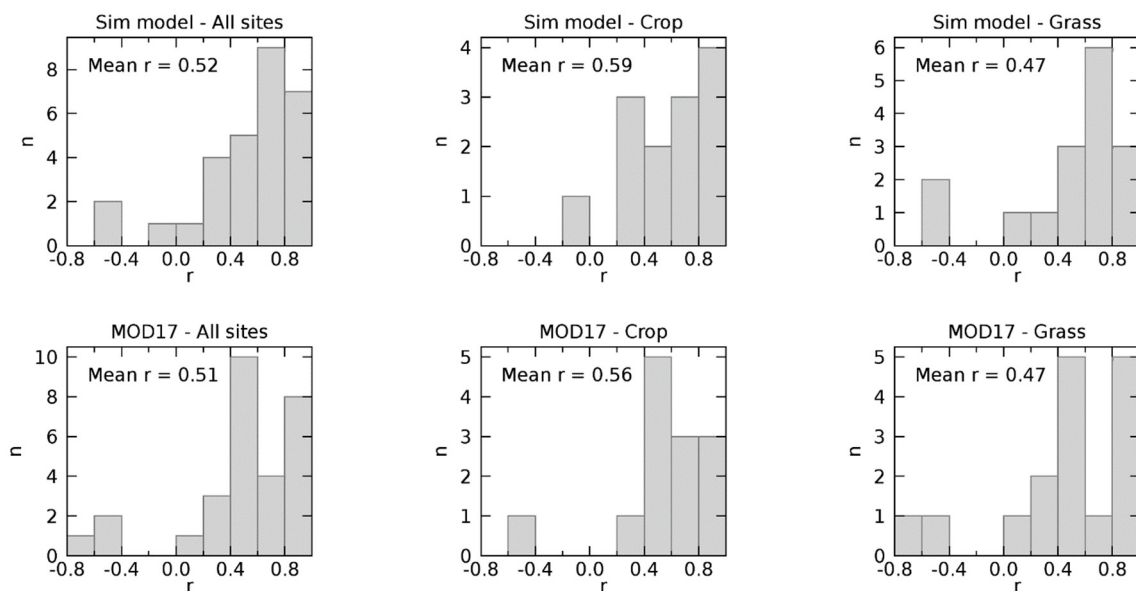 Sim model - All sites
Mean r = 0.52
n
8
6
4
2
0
-0.8 -0.4 0.0 0.4 0.8
r
Sim model - Crop
Mean r = 0.59
n
4
3
2
1
0
-0.8 -0.4 0.0 0.4 0.8
r
Sim model - Grass
Mean r = 0.47
n
6
5
4
3
2
1
0
-0.8 -0.4 0.0 0.4 0.8
r
MOD17 - All sites
Mean r = 0.51
n
10
8
6
4
2
0
-0.8 -0.4 0.0 0.4 0.8
r
MOD17 - Crop
Mean r = 0.56
n
5
4
3
2
1
0
-0.8 -0.4 0.0 0.4 0.8
r
MOD17 - Grass
Mean r = 0.47
n
5
4
3
2
1
0
-0.8 -0.4 0.0 0.4 0.8
r